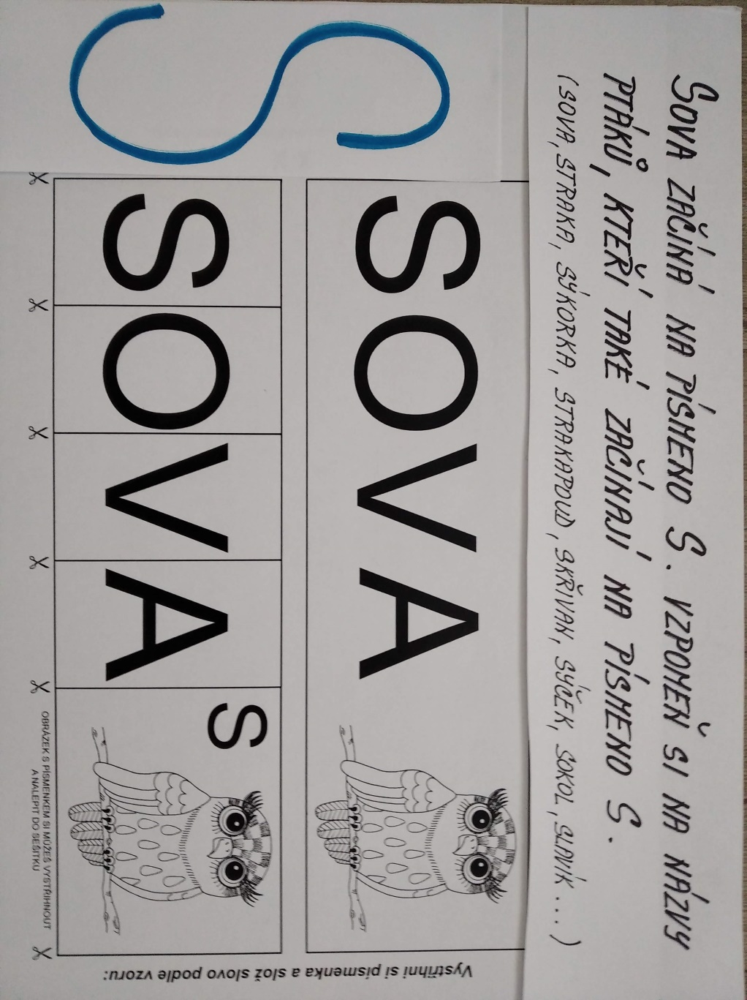 SOVA ZAČÍNÁ NA PÍSMENO S. VZPOMEŇ SI NA NÁZVY
PTÁKŮ, KTEŘÍ TAKÉ ZAČÍNAJÍ NA PÍSMENO S.
(SOVA, STRAKA, SÝKORKA, STRAKAPOUD, SKŘIVAN, SÝČEK, SOKOL, SLAVÍK...)
S
SOVA
S O V A
S
OBRÁZEK S PÍSMENKEM SI MŮŽEŠ VYSTŘIHNOUT
A NALEPIT DO SEŠITKU
Vystřihni si písmenka a slož slovo podle vzoru: